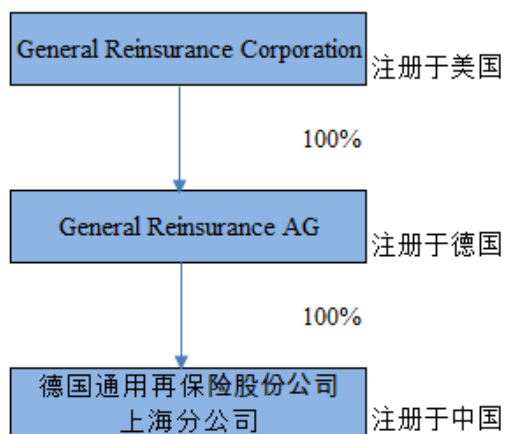 General Reinsurance Corporation
注册于美国
100%
General Reinsurance AG
注册于德国
100%
德国通用再保险股份公司
上海分公司
注册于中国